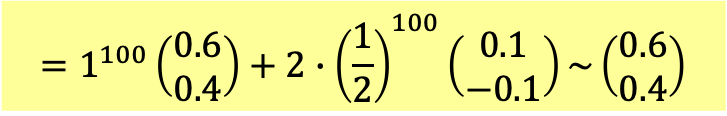 = 1^100 (0.6 0.4) + 2 · (1/2)^100 (0.1 −0.1) ~ (0.6 0.4)